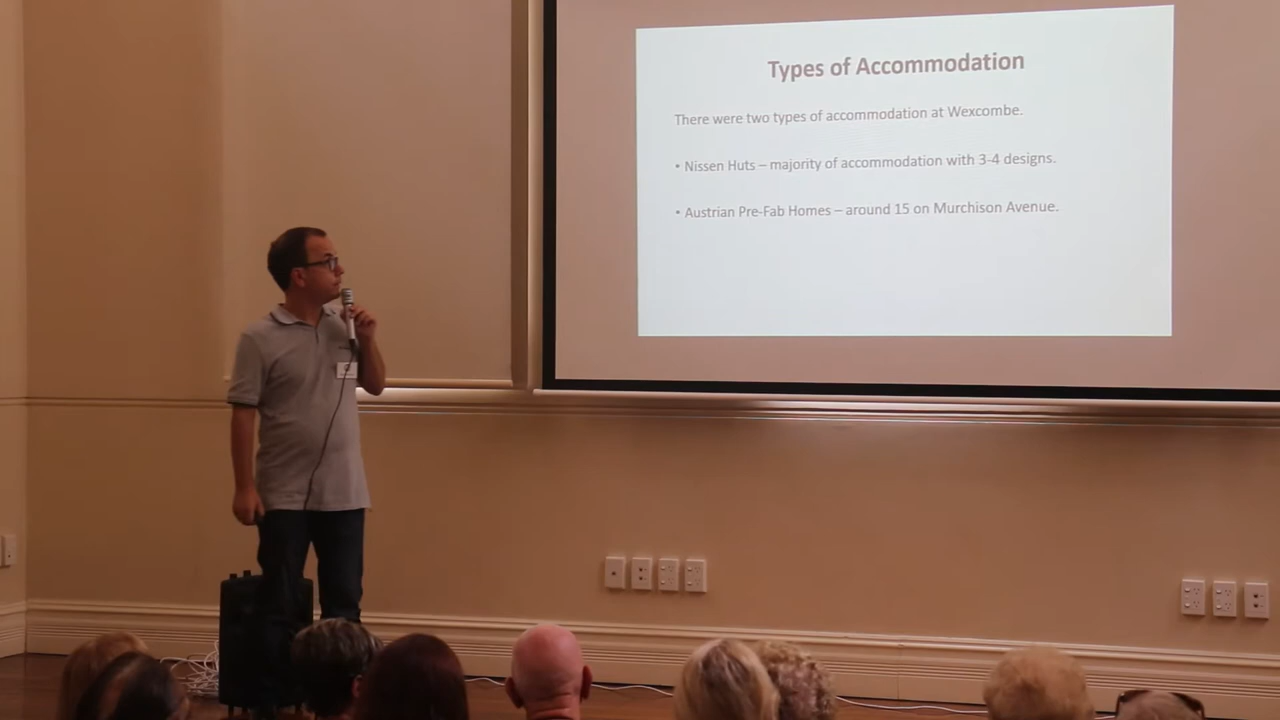 Types of Accommodation
There were two types of accommodation at Wexcombe.
• Nissen Huts – majority of accommodation with 3-4 designs.
• Austrian Pre-Fab Homes – around 15 on Murchison Avenue.